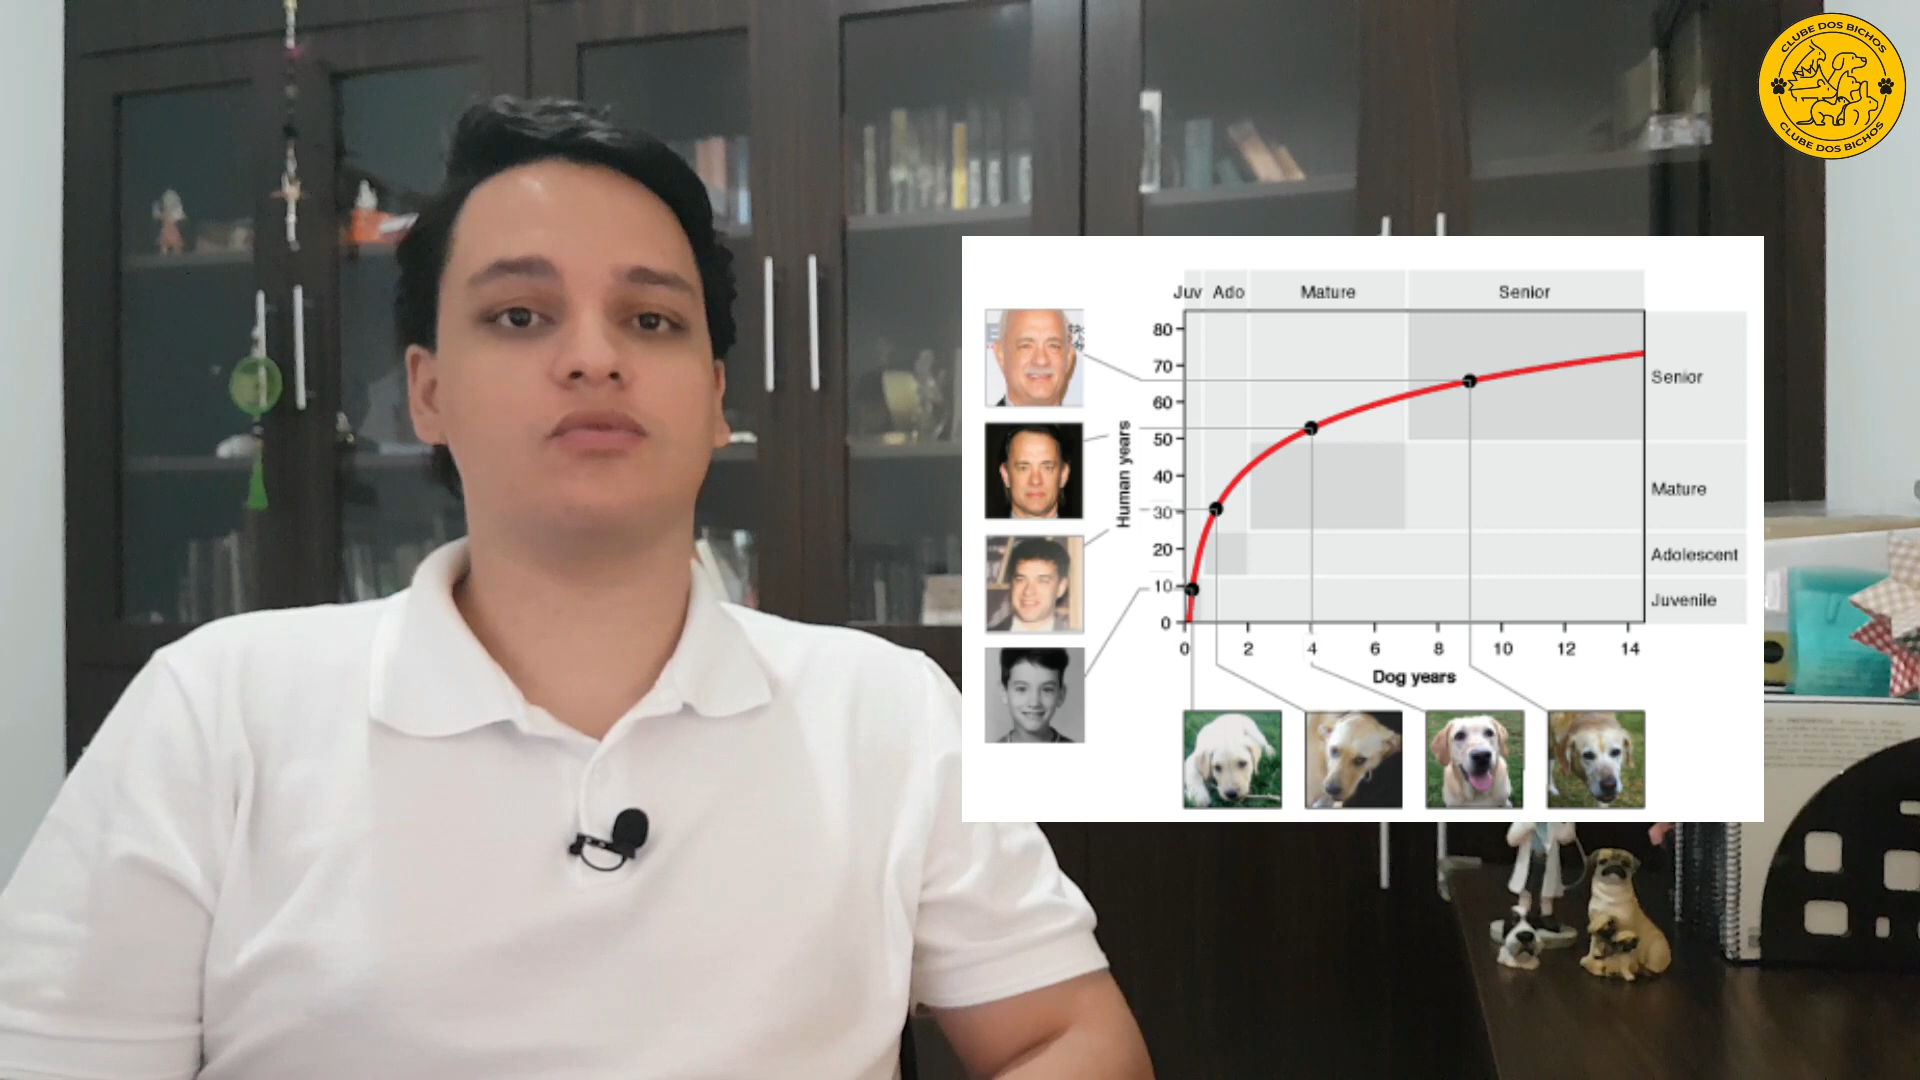 CLUBE DOS BICHOS
CLUBE DOS BICHOS
Juv Ado Mature Senior
80
70
60
50
40
30
20
10
0
Human years
Senior
Mature
Adolescent
Juvenile
0 2 4 6 8 10 12 14
Dog years